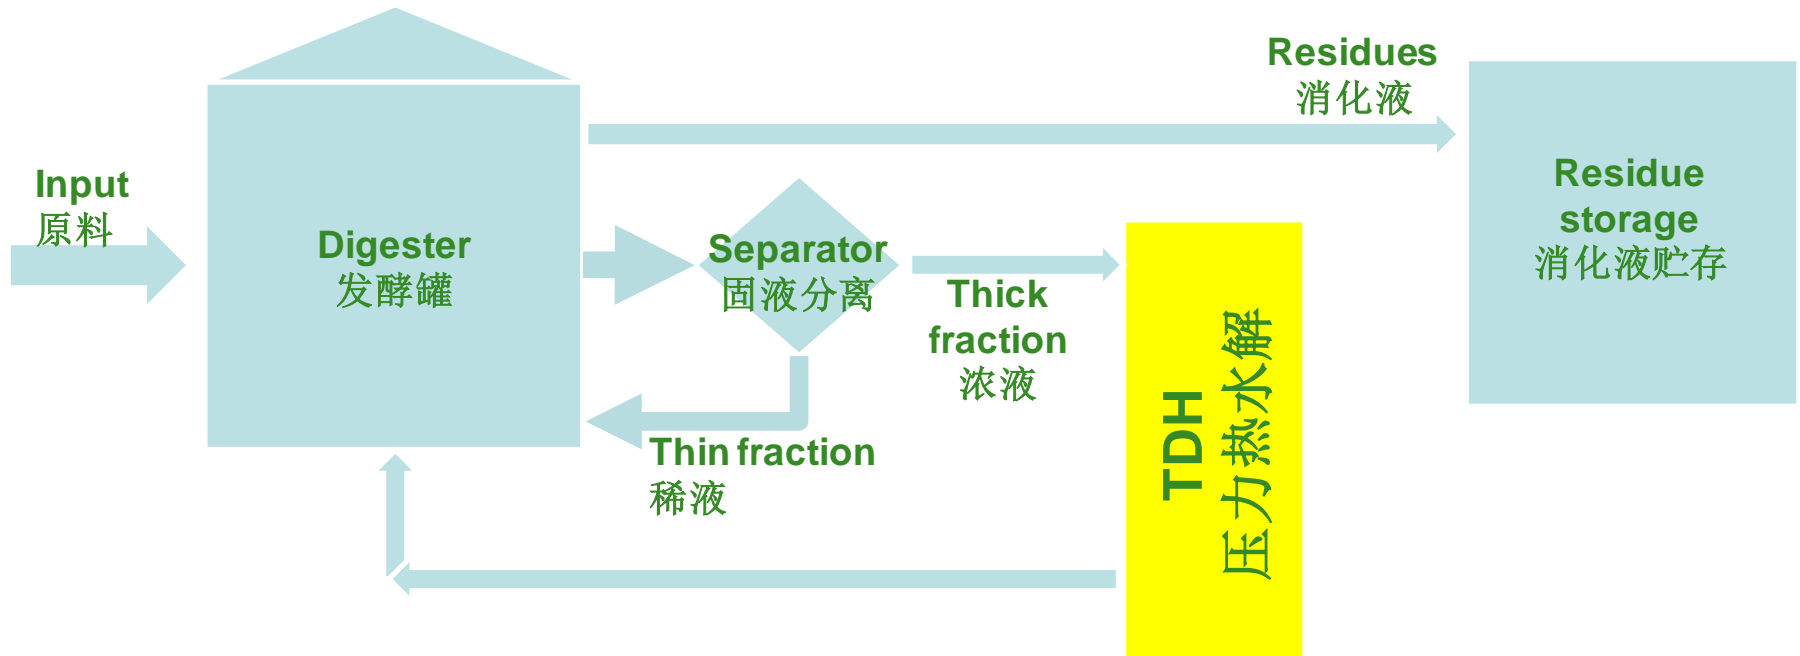 Input
原料
Digester
发酵罐
Separator
固液分离
Thin fraction
稀液
Thick
fraction
浓液
TDH
压力热水解
Residues
消化液
Residue
storage
消化液贮存